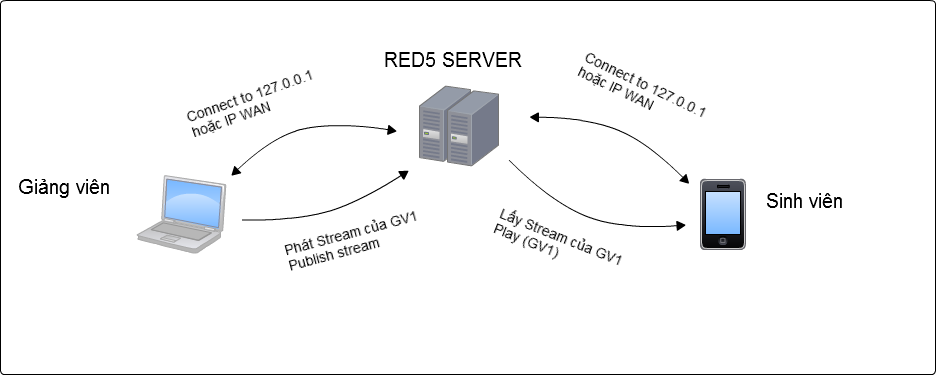 RED5 SERVER
Connect to 127.0.0.1
hoặc IP WAN
Connect to 127.0.0.1
hoặc IP WAN
Giảng viên
Sinh viên
Phát Stream của GV1
Publish stream
Lấy Stream của GV1
Play (GV1)